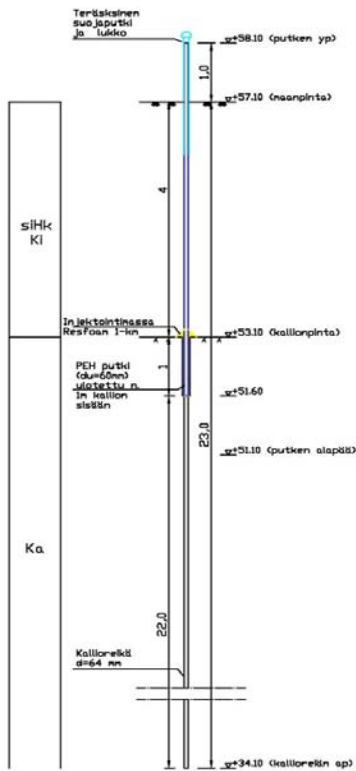 Teräsksinen
suojaputki
ja lukko
+58.10 (putken yp)
1,0
+57.10 (maanpinta)
4
siHk
Ki
Injektointimassa
Resfoam 1-km
+53.10 (kallionpinta)
1
PEH putki
(du=60mm)
ulotettu n.
1m kallion
sisään
+51.60
23,0
+51.10 (putken alapää)
Ka
22,0
Kallioreikä
d=64 mm
+34.10 (kallioreiän ap)